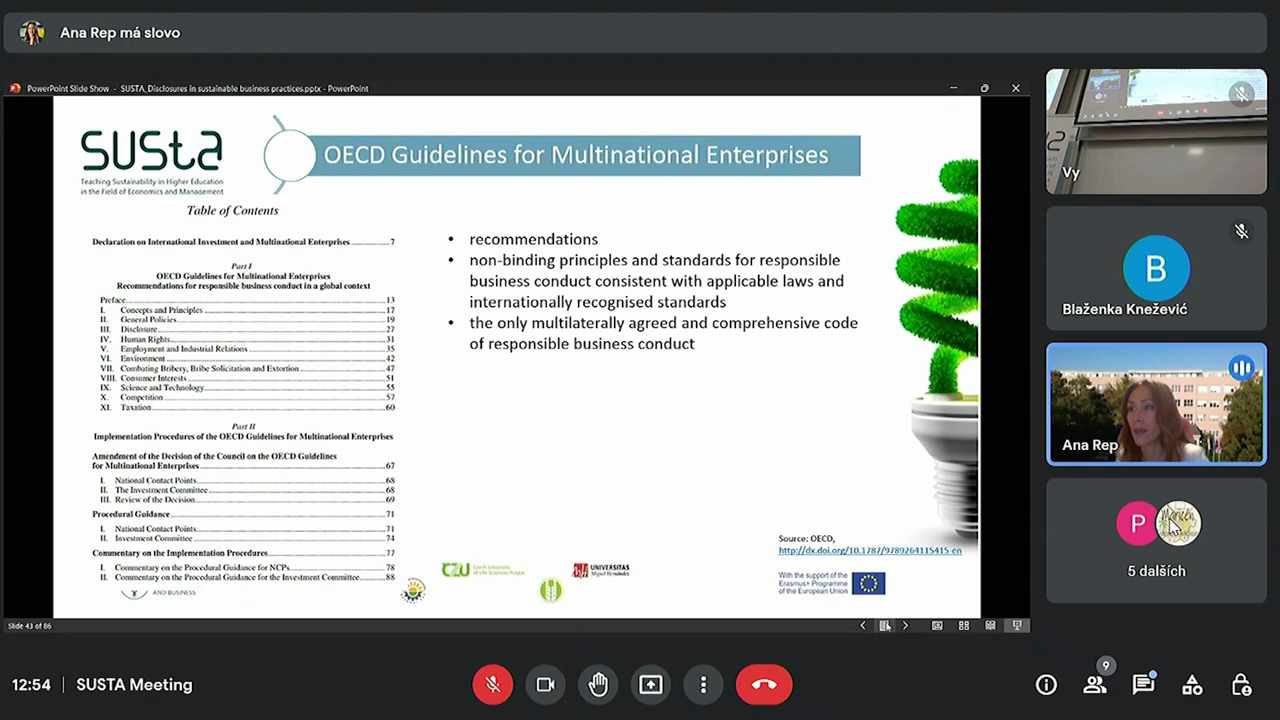 Ana Rep má slovo
PowerPoint Slide Show - SUSTA_Disclosures in sustainable business practices.pptx - PowerPoint
susta
Teaching Sustainability in Higher Education
in the Field of Economics and Management
OECD Guidelines for Multinational Enterprises
Table of Contents
Declaration on International Investment and Multinational Enterprises 7
Part I
OECD Guidelines for Multinational Enterprises
Recommendations for responsible business conduct in a global context
Preface 13
I. Concepts and Principles 17
II. General Policies 19
III. Disclosure 27
IV. Human Rights 31
V. Employment and Industrial Relations 35
VI. Environment 42
VII. Combating Bribery, Bribe Solicitation and Extortion 47
VIII. Consumer Interests 51
IX. Science and Technology 55
X. Competition 57
XI. Taxation 60
Part II
Implementation Procedures of the OECD Guidelines for Multinational Enterprises
Amendment of the Decision of the Council on the OECD Guidelines
for Multinational Enterprises 67
I. National Contact Points 68
II. The Investment Committee 68
III. Review of the Decision 69
Procedural Guidance 71
I. National Contact Points 71
II. Investment Committee 74
Commentary on the Implementation Procedures 77
I. Commentary on the Procedural Guidance for NCPs 78
II. Commentary on the Procedural Guidance for the Investment Committee 88
• recommendations
• non-binding principles and standards for responsible
business conduct consistent with applicable laws and
internationally recognised standards
• the only multilaterally agreed and comprehensive code
of responsible business conduct
Source: OECD,
http://dx.doi.org/10.1787/9789264115415-en
AND BUSINESS
CZU Czech University
of Life Sciences Prague
UNIVERSITAS
Miguel Hernández
With the support of the
Erasmus+ Programme
of the European Union
Slide 43 of 86
Vy
B
Blaženka Knežević
Ana Rep
P
5 dalších
12:54
SUSTA Meeting
9